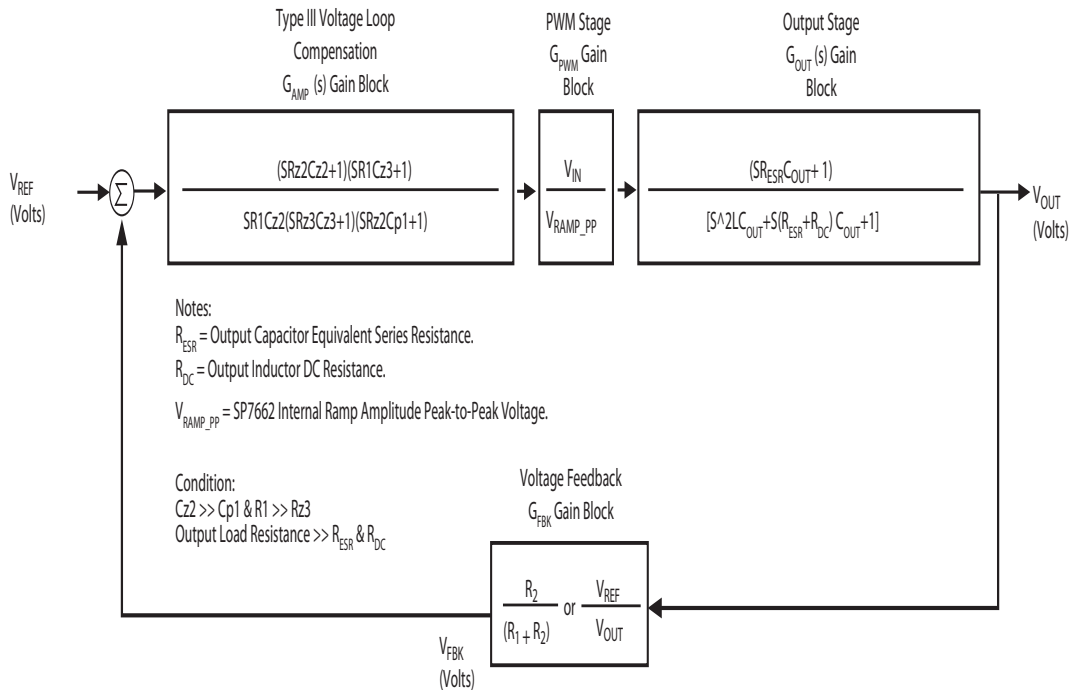 Type III Voltage Loop
Compensation
G_AMP (s) Gain Block
PWM Stage
G_PWM Gain
Block
Output Stage
G_OUT (s) Gain
Block
V_REF
(Volts)
Σ
(SRz2Cz2+1)(SR1Cz3+1)
SR1Cz2(SRz3Cz3+1)(SRz2Cp1+1)
V_IN
V_RAMP_PP
(SR_ESRC_OUT+ 1)
[S^2LC_OUT+S(R_ESR+R_DC) C_OUT+1]
V_OUT
(Volts)
Notes:
R_ESR = Output Capacitor Equivalent Series Resistance.
R_DC = Output Inductor DC Resistance.
V_RAMP_PP = SP7662 Internal Ramp Amplitude Peak-to-Peak Voltage.
Condition:
Cz2 >> Cp1 & R1 >> Rz3
Output Load Resistance >> R_ESR & R_DC
Voltage Feedback
G_FBK Gain Block
R_2
(R_1 + R_2)
or
V_REF
V_OUT
V_FBK
(Volts)